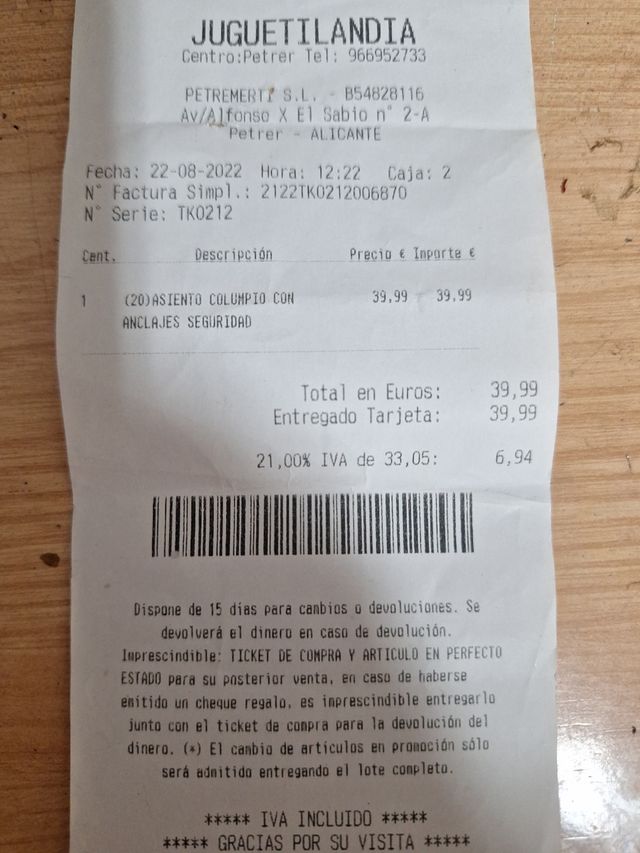 JUGUETILANDIA
Centro:Petrer Tel: 966952733
PETREMERTI S.L. - B54828116
Av/Alfonso X El Sabio n° 2-A
Petrer - ALICANTE
Fecha: 22-08-2022 Hora: 12:22 Caja: 2
N° Factura Simpl.: 2122TK0212006870
N° Serie: TK0212
Cant. Descripción Precio € Importe €
1 (20)ASIENTO COLUMPIO CON 39,99 39,99
ANCLAJES SEGURIDAD
Total en Euros: 39,99
Entregado Tarjeta: 39,99
21,00% IVA de 33,05: 6,94
Dispone de 15 días para cambios o devoluciones. Se
devolverá el dinero en caso de devolución.
Imprescindible: TICKET DE COMPRA Y ARTICULO EN PERFECTO
ESTADO para su posterior venta, en caso de haberse
emitido un cheque regalo, es imprescindible entregarlo
junto con el ticket de compra para la devolución del
dinero. (*) El cambio de artículos en promoción sólo
será admitido entregando el lote completo.
***** IVA INCLUIDO *****
***** GRACIAS POR SU VISITA *****